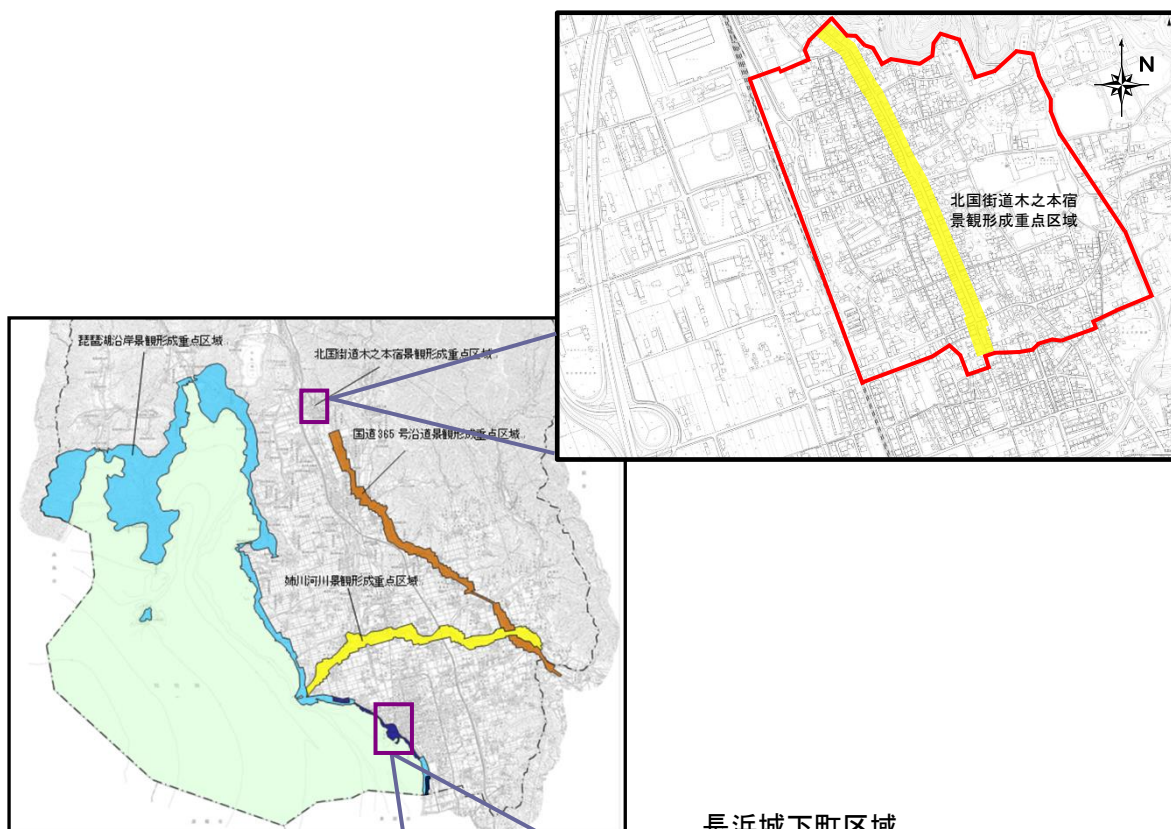 N
北国街道木之本宿
景観形成重点区域
琵琶湖沿岸景観形成重点区域
北国街道木之本宿景観形成重点区域
国道365号沿道景観形成重点区域
姉川河川景観形成重点区域
長浜城下町区域